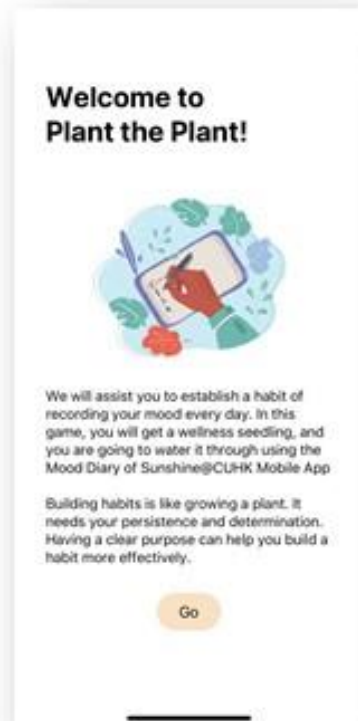 Welcome to
Plant the Plant!
We will assist you to establish a habit of
recording your mood every day. In this
game, you will get a wellness seedling, and
you are going to water it through using the
Mood Diary of Sunshine@CUHK Mobile App
Building habits is like growing a plant. It
needs your persistence and determination.
Having a clear purpose can help you build a
habit more effectively.
Go